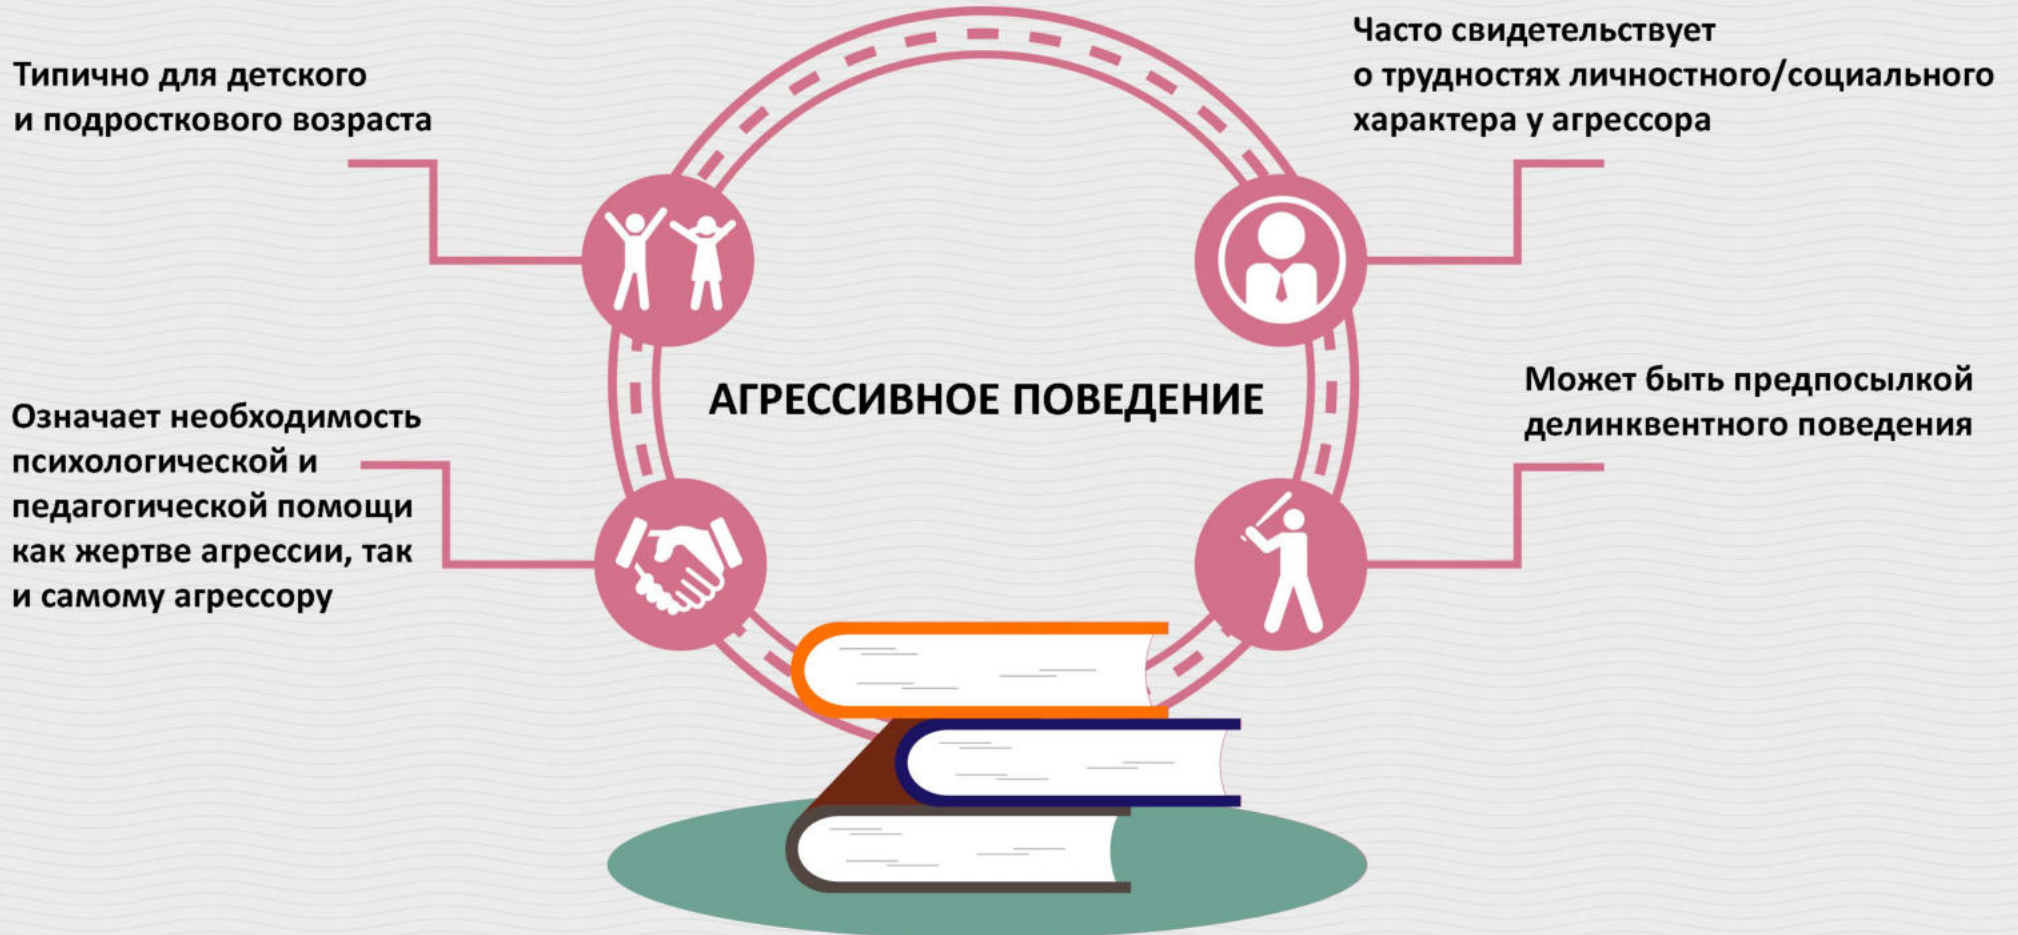 Типично для детского
и подросткового возраста
Часто свидетельствует
о трудностях личностного/социального
характера у агрессора
АГРЕССИВНОЕ ПОВЕДЕНИЕ
Означает необходимость
психологической и
педагогической помощи
как жертве агрессии, так
и самому агрессору
Может быть предпосылкой
делинквентного поведения